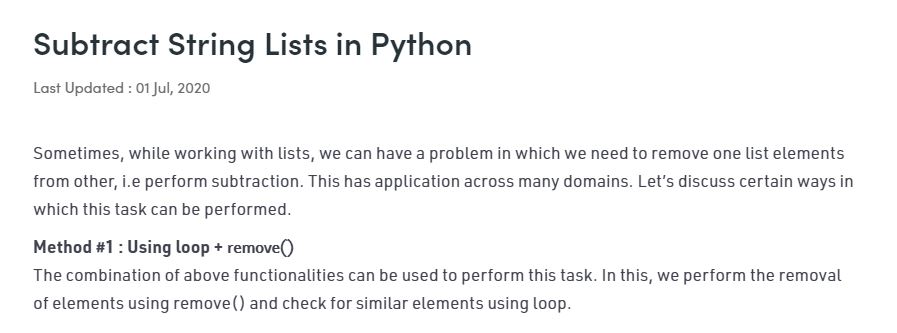 Subtract String Lists in Python
Last Updated : 01 Jul, 2020
Sometimes, while working with lists, we can have a problem in which we need to remove one list elements
from other, i.e perform subtraction. This has application across many domains. Let’s discuss certain ways in
which this task can be performed.
Method #1 : Using loop + remove()
The combination of above functionalities can be used to perform this task. In this, we perform the removal
of elements using remove() and check for similar elements using loop.